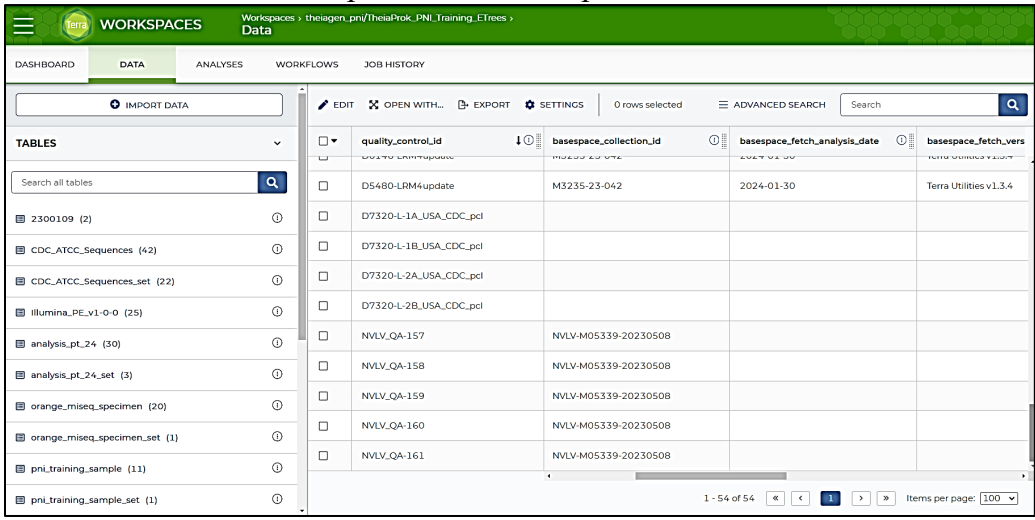 Terra
WORKSPACES
Workspaces › theiagen_pni/TheiaProk_PNI_Training_ETrees ›
Data
DASHBOARD DATA ANALYSES WORKFLOWS JOB HISTORY
IMPORT DATA
EDIT OPEN WITH... EXPORT SETTINGS 0 rows selected ADVANCED SEARCH Search
TABLES
Search all tables
2300109 (2)
CDC_ATCC_Sequences (42)
CDC_ATCC_Sequences_set (22)
Illumina_PE_v1-0-0 (25)
analysis_pt_24 (30)
analysis_pt_24_set (3)
orange_miseq_specimen (20)
orange_miseq_specimen_set (1)
pni_training_sample (11)
pni_training_sample_set (1)
quality_control_id basespace_collection_id basespace_fetch_analysis_date basespace_fetch_vers
D5480-LRM4update M3235-23-042 2024-01-30 Terra Utilities v1.3.4
D7320-L-1A_USA_CDC_pcl
D7320-L-1B_USA_CDC_pcl
D7320-L-2A_USA_CDC_pcl
D7320-L-2B_USA_CDC_pcl
NVLV_QA-157 NVLV-M05339-20230508
NVLV_QA-158 NVLV-M05339-20230508
NVLV_QA-159 NVLV-M05339-20230508
NVLV_QA-160 NVLV-M05339-20230508
NVLV_QA-161 NVLV-M05339-20230508
1 - 54 of 54 « ‹ 1 › » Items per page: 100